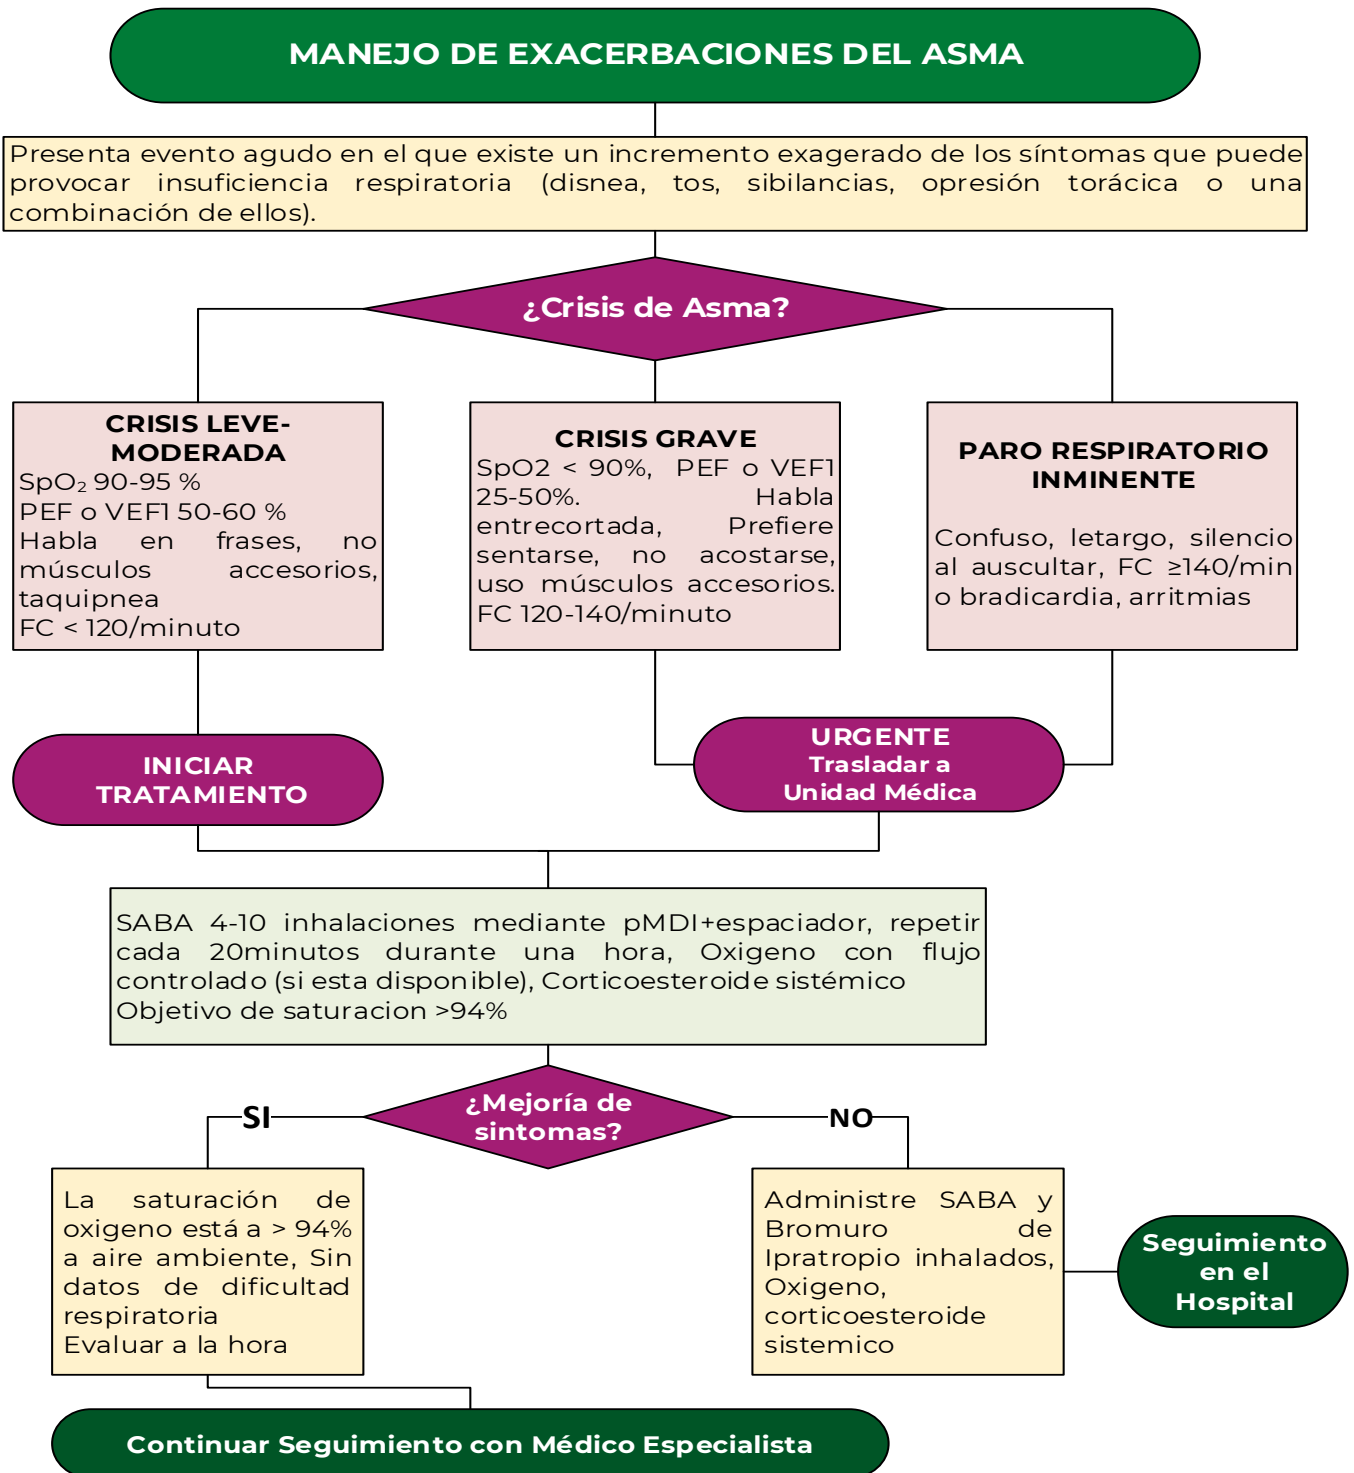 MANEJO DE EXACERBACIONES DEL ASMA
Presenta evento agudo en el que existe un incremento exagerado de los síntomas que puede
provocar insuficiencia respiratoria (disnea, tos, sibilancias, opresión torácica o una
combinación de ellos).
¿Crisis de Asma?
CRISIS LEVE-
MODERADA
SpO₂ 90-95 %
PEF o VEF1 50-60 %
Habla en frases, no
músculos accesorios,
taquipnea
FC < 120/minuto
CRISIS GRAVE
SpO2 < 90%, PEF o VEF1
25-50%. Habla
entrecortada, Prefiere
sentarse, no acostarse,
uso músculos accesorios.
FC 120-140/minuto
PARO RESPIRATORIO
INMINENTE
Confuso, letargo, silencio
al auscultar, FC ≥140/min
o bradicardia, arritmias
INICIAR
TRATAMIENTO
URGENTE
Trasladar a
Unidad Médica
SABA 4-10 inhalaciones mediante pMDI+espaciador, repetir
cada 20minutos durante una hora, Oxigeno con flujo
controlado (si esta disponible), Corticoesteroide sistémico
Objetivo de saturacion >94%
¿Mejoría de
sintomas?
SI
NO
La saturación de
oxigeno está a > 94%
a aire ambiente, Sin
datos de dificultad
respiratoria
Evaluar a la hora
Administre SABA y
Bromuro de
Ipratropio inhalados,
Oxigeno,
corticoesteroide
sistemico
Seguimiento
en el
Hospital
Continuar Seguimiento con Médico Especialista